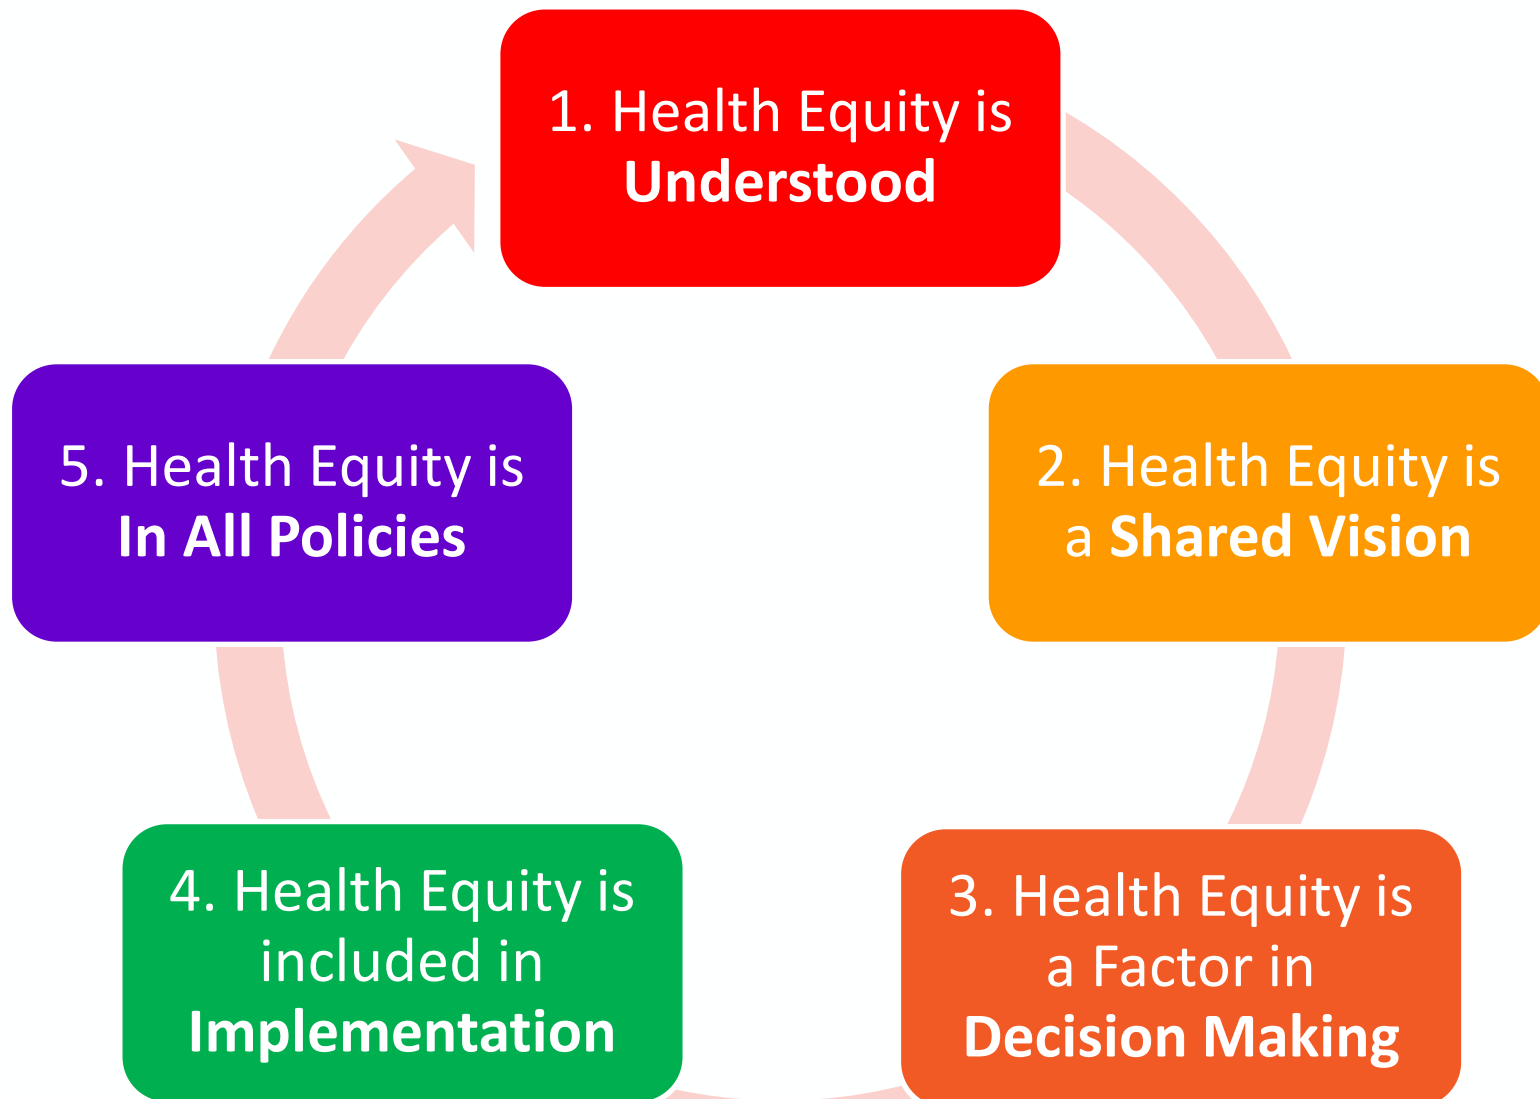 1. Health Equity is
Understood
2. Health Equity is
a Shared Vision
3. Health Equity is
a Factor in
Decision Making
4. Health Equity is
included in
Implementation
5. Health Equity is
In All Policies